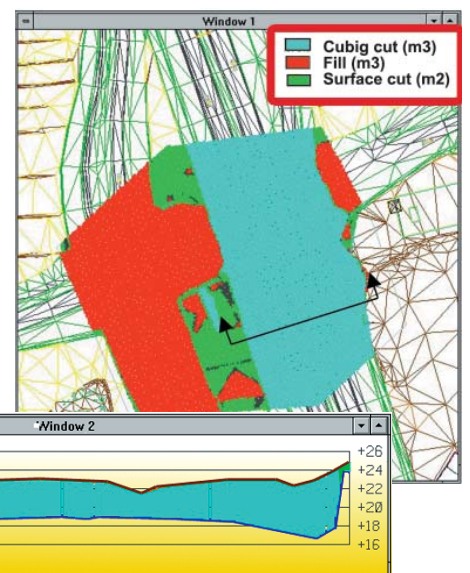 Window 1
Cubig cut (m3)
Fill (m3)
Surface cut (m2)
Window 2
+26
+24
+22
+20
+18
+16